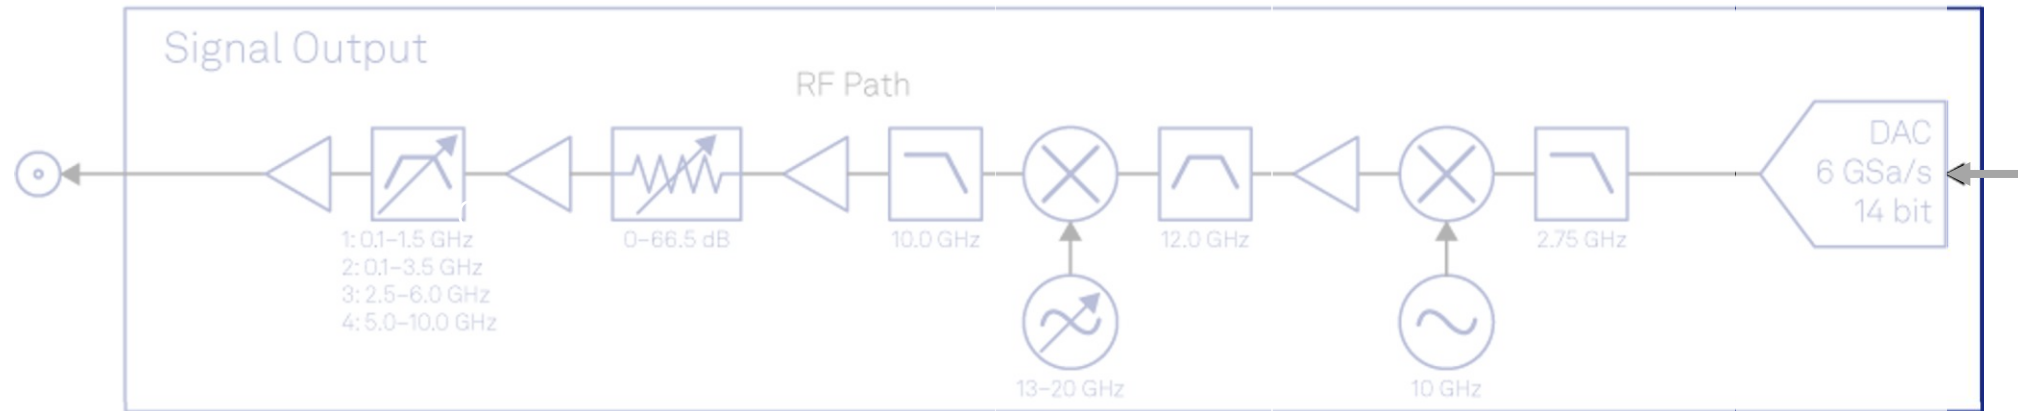 Signal Output
RF Path
DAC
6 GSa/s
14 bit
1: 0.1–1.5 GHz
2: 0.1–3.5 GHz
3: 2.5–6.0 GHz
4: 5.0–10.0 GHz
0–66.5 dB
10.0 GHz
12.0 GHz
2.75 GHz
13–20 GHz
10 GHz